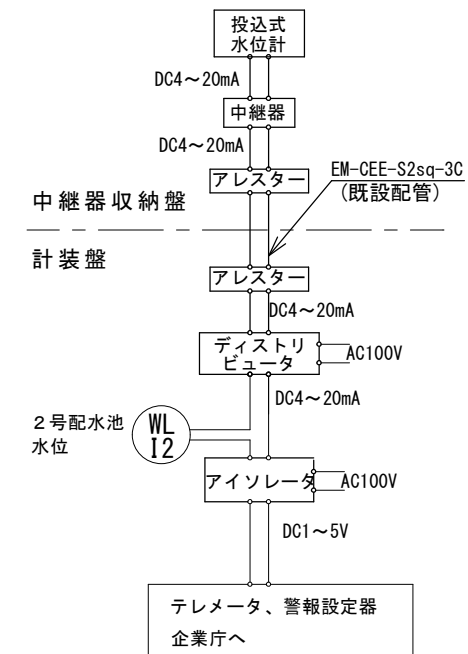 投込式
水位計
DC4～20mA
中継器
DC4～20mA
アレスター
EM-CEE-S2sq-3C
(既設配管)
中継器収納盤
計装盤
アレスター
DC4～20mA
ディストリ
ビュータ
AC100V
DC4～20mA
２号配水池
水位
WL
I2
アイソレータ
AC100V
DC1～5V
テレメータ、警報設定器
企業庁へ